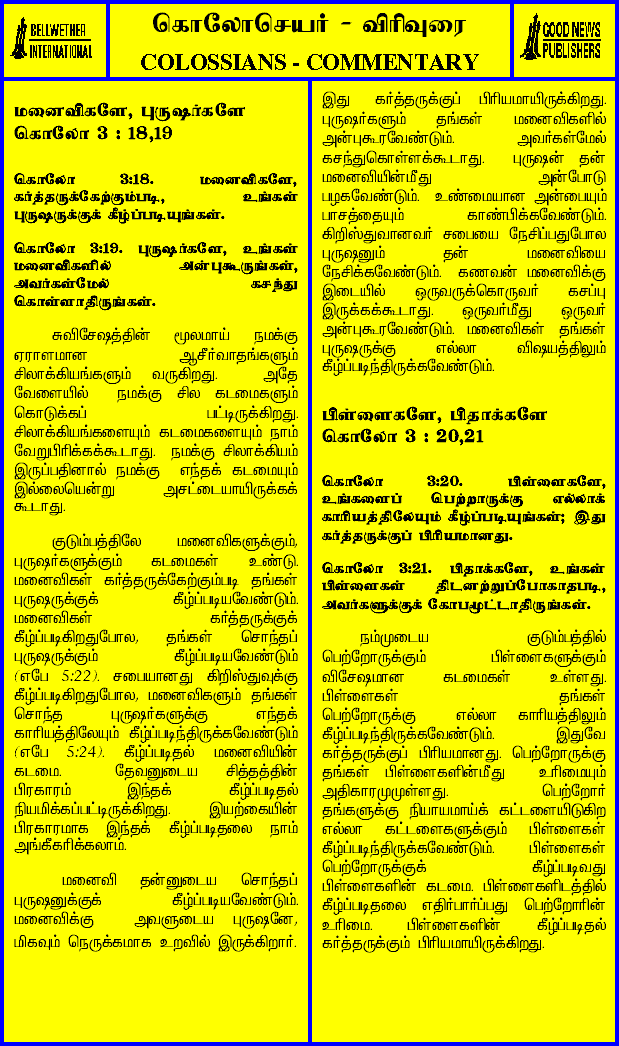 BELLWETHER
INTERNATIONAL
கொலோசெயர் - விரிவுரை
COLOSSIANS - COMMENTARY
GOOD NEWS
PUBLISHERS
மனைவிகளே, புருஷர்களே
கொலோ 3 : 18,19
கொலோ 3:18. மனைவிகளே,
கர்த்தருக்கேற்கும்படி, உங்கள்
புருஷருக்குக் கீழ்ப்படியுங்கள்.
கொலோ 3:19. புருஷர்களே, உங்கள்
மனைவிகளில் அன்புகூருங்கள்,
அவர்கள்மேல் கசந்து
கொள்ளாதிருங்கள்.
சுவிசேஷத்தின் மூலமாய் நமக்கு
ஏராளமான ஆசீர்வாதங்களும்
சிலாக்கியங்களும் வருகிறது. அதே
வேளையில் நமக்கு சில கடமைகளும்
கொடுக்கப் பட்டிருக்கிறது.
சிலாக்கியங்களையும் கடமைகளையும் நாம்
வேறுபிரிக்கக்கூடாது. நமக்கு சிலாக்கியம்
இருப்பதினால் நமக்கு எந்தக் கடமையும்
இல்லையென்று அசட்டையாயிருக்கக்
கூடாது.
குடும்பத்திலே மனைவிகளுக்கும்,
புருஷர்களுக்கும் கடமைகள் உண்டு.
மனைவிகள் கர்த்தருக்கேற்கும்படி தங்கள்
புருஷருக்குக் கீழ்ப்படியவேண்டும்.
மனைவிகள் கர்த்தருக்குக்
கீழ்ப்படிகிறதுபோல, தங்கள் சொந்தப்
புருஷருக்கும் கீழ்ப்படியவேண்டும்
(எபே 5:22). சபையானது கிறிஸ்துவுக்கு
கீழ்ப்படிகிறதுபோல, மனைவிகளும் தங்கள்
சொந்த புருஷர்களுக்கு எந்தக்
காரியத்திலேயும் கீழ்ப்படிந்திருக்கவேண்டும்
(எபே 5:24). கீழ்ப்படிதல் மனைவியின்
கடமை. தேவனுடைய சித்தத்தின்
பிரகாரம் இந்தக் கீழ்ப்படிதல்
நியமிக்கப்பட்டிருக்கிறது. இயற்கையின்
பிரகாரமாக இந்தக் கீழ்ப்படிதலை நாம்
அங்கீகரிக்கலாம்.
மனைவி தன்னுடைய சொந்தப்
புருஷனுக்குக் கீழ்ப்படியவேண்டும்.
மனைவிக்கு அவளுடைய புருஷனே,
மிகவும் நெருக்கமாக உறவில் இருக்கிறார்.
இது கர்த்தருக்குப் பிரியமாயிருக்கிறது.
புருஷர்களும் தங்கள் மனைவிகளில்
அன்புகூரவேண்டும். அவர்கள்மேல்
கசந்துகொள்ளக்கூடாது. புருஷன் தன்
மனைவியின்மீது அன்போடு
பழகவேண்டும். உண்மையான அன்பையும்
பாசத்தையும் காண்பிக்கவேண்டும்.
கிறிஸ்துவானவர் சபையை நேசிப்பதுபோல
புருஷனும் தன் மனைவியை
நேசிக்கவேண்டும். கணவன் மனைவிக்கு
இடையில் ஒருவருக்கொருவர் கசப்பு
இருக்கக்கூடாது. ஒருவர்மீது ஒருவர்
அன்புகூரவேண்டும். மனைவிகள் தங்கள்
புருஷருக்கு எல்லா விஷயத்திலும்
கீழ்ப்படிந்திருக்கவேண்டும்.
பிள்ளைகளே, பிதாக்களே
கொலோ 3 : 20,21
கொலோ 3:20. பிள்ளைகளே,
உங்களைப் பெற்றாருக்கு எல்லாக்
காரியத்திலேயும் கீழ்ப்படியுங்கள்; இது
கர்த்தருக்குப் பிரியமானது.
கொலோ 3:21. பிதாக்களே, உங்கள்
பிள்ளைகள் திடனற்றுப்போகாதபடி,
அவர்களுக்குக் கோபமூட்டாதிருங்கள்.
நம்முடைய குடும்பத்தில்
பெற்றோருக்கும் பிள்ளைகளுக்கும்
விசேஷமான கடமைகள் உள்ளது.
பிள்ளைகள் தங்கள்
பெற்றோருக்கு எல்லா காரியத்திலும்
கீழ்ப்படிந்திருக்கவேண்டும். இதுவே
கர்த்தருக்குப் பிரியமானது. பெற்றோருக்கு
தங்கள் பிள்ளைகளின்மீது உரிமையும்
அதிகாரமுமுள்ளது. பெற்றோர்
தங்களுக்கு நியாயமாய்க் கட்டளையிடுகிற
எல்லா கட்டளைகளுக்கும் பிள்ளைகள்
கீழ்ப்படிந்திருக்கவேண்டும். பிள்ளைகள்
பெற்றோருக்குக் கீழ்ப்படிவது
பிள்ளைகளின் கடமை. பிள்ளைகளிடத்தில்
கீழ்ப்படிதலை எதிர்பார்ப்பது பெற்றோரின்
உரிமை. பிள்ளைகளின் கீழ்ப்படிதல்
கர்த்தருக்கும் பிரியமாயிருக்கிறது.